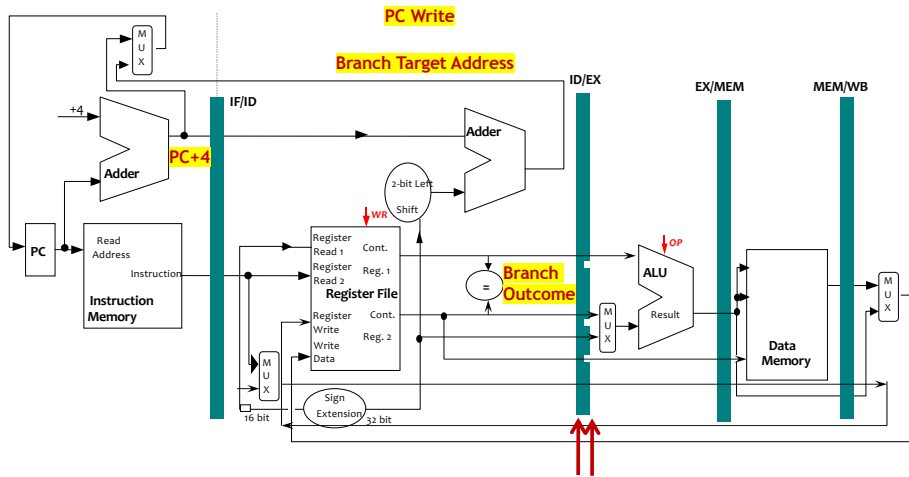 PC Write
M
U
X
Branch Target Address
ID/EX
EX/MEM
MEM/WB
IF/ID
+4
Adder
PC+4
Adder
2-bit Left
Shift
WR
OP
PC
Read
Address
Instruction
Instruction
Memory
Register
Read 1
Register
Read 2
Register File
Register
Write
Write
Data
Cont.
Reg. 1
Cont.
Reg. 2
=
Branch
Outcome
M
U
X
ALU
Result
Data
Memory
M
U
X
M
U
X
Sign
Extension
16 bit
32 bit